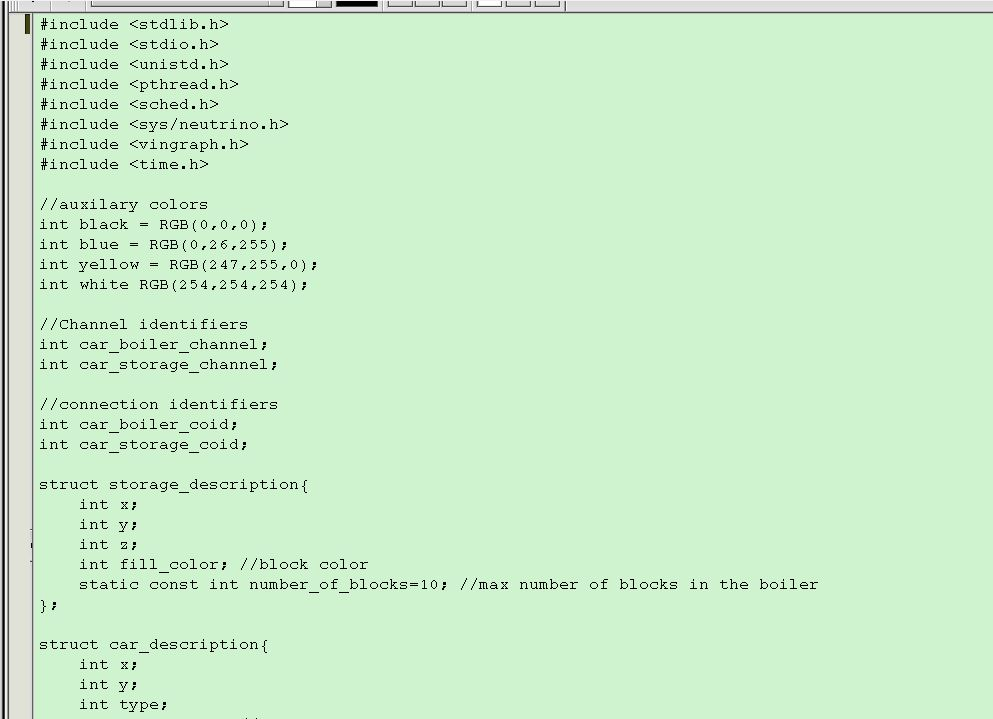 #include <stdlib.h>
#include <stdio.h>
#include <unistd.h>
#include <pthread.h>
#include <sched.h>
#include <sys/neutrino.h>
#include <vingraph.h>
#include <time.h>
//auxilary colors
int black = RGB(0,0,0);
int blue = RGB(0,26,255);
int yellow = RGB(247,255,0);
int white RGB(254,254,254);
//Channel identifiers
int car_boiler_channel;
int car_storage_channel;
//connection identifiers
int car_boiler_coid;
int car_storage_coid;
struct storage_description{
    int x;
    int y;
    int z;
    int fill_color; //block color
    static const int number_of_blocks=10; //max number of blocks in the boiler
};
struct car_description{
    int x;
    int y;
    int type;